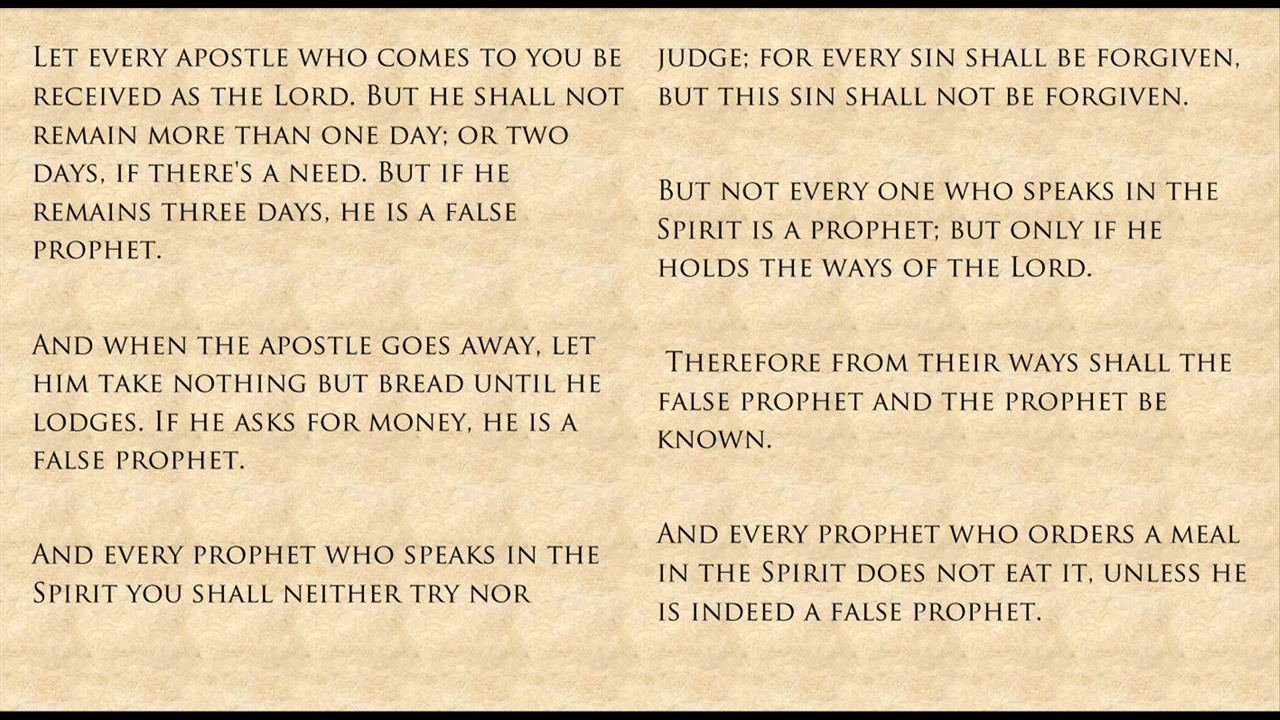 Let every apostle who comes to you be
received as the Lord. But he shall not
remain more than one day; or two
days, if there's a need. But if he
remains three days, he is a false
prophet.
And when the apostle goes away, let
him take nothing but bread until he
lodges. If he asks for money, he is a
false prophet.
And every prophet who speaks in the
Spirit you shall neither try nor
judge; for every sin shall be forgiven,
but this sin shall not be forgiven.
But not every one who speaks in the
Spirit is a prophet; but only if he
holds the ways of the Lord.
Therefore from their ways shall the
false prophet and the prophet be
known.
And every prophet who orders a meal
in the Spirit does not eat it, unless he
is indeed a false prophet.